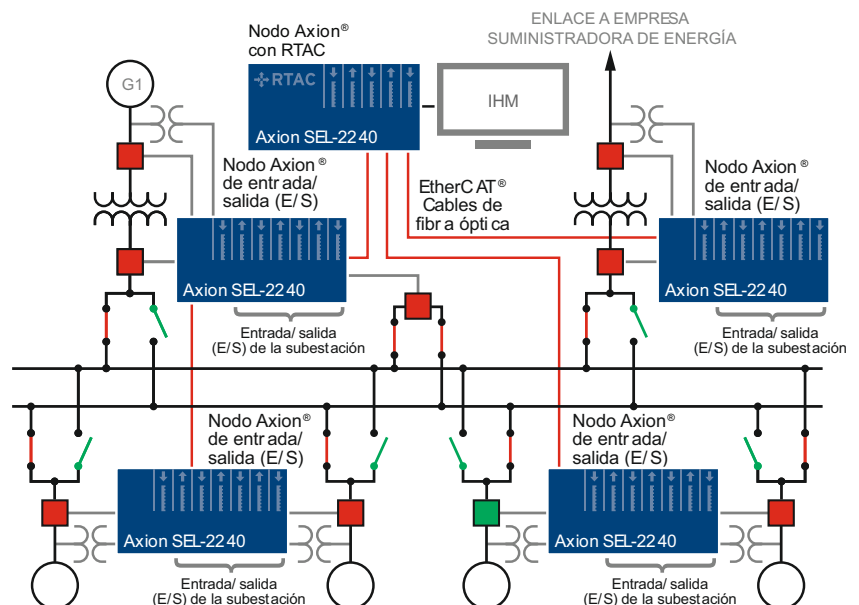 ENLACE A EMPRESA
SUMINISTRADORA DE ENERGÍA
Nodo Axion®
con RTAC
G1
RTAC
IHM
Axion SEL-2240
Nodo Axion®
de entrada/
salida (E/S)
EtherCAT®
Cables de
fibra óptica
Nodo Axion®
de entrada/
salida (E/S)
Axion SEL-2240
Axion SEL-2240
Entrada/salida
(E/S) de la subestación
Entrada/salida
(E/S) de la subestación
Nodo Axion®
de entrada/
salida (E/S)
Nodo Axion®
de entrada/
salida (E/S)
Axion SEL-2240
Axion SEL-2240
Entrada/salida
(E/S) de la subestación
Entrada/salida
(E/S) de la subestación